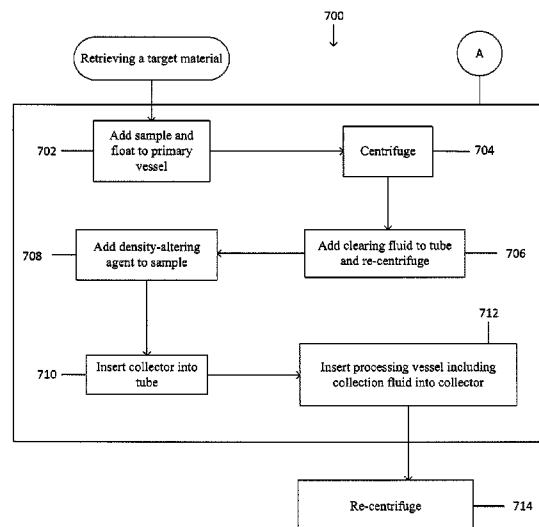 700
Retrieving a target material
A
702
Add sample and
float to primary
vessel
Centrifuge
704
708
Add density-altering
agent to sample
Add clearing fluid to tube
and re-centrifuge
706
712
710
Insert collector into
tube
Insert processing vessel including
collection fluid into collector
Re-centrifuge
714